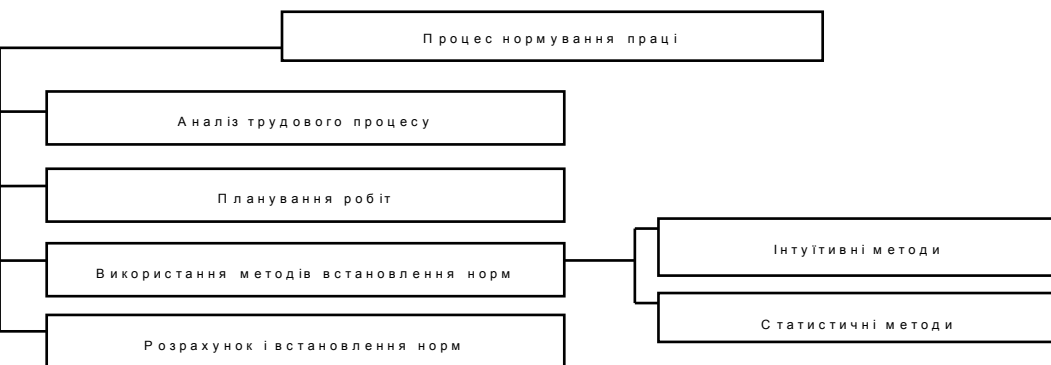 Процес нормування праці
Аналіз трудового процесу
Планування робіт
Використання методів встановлення норм
Розрахунок і встановлення норм
Інтуїтивні методи
Статистичні методи